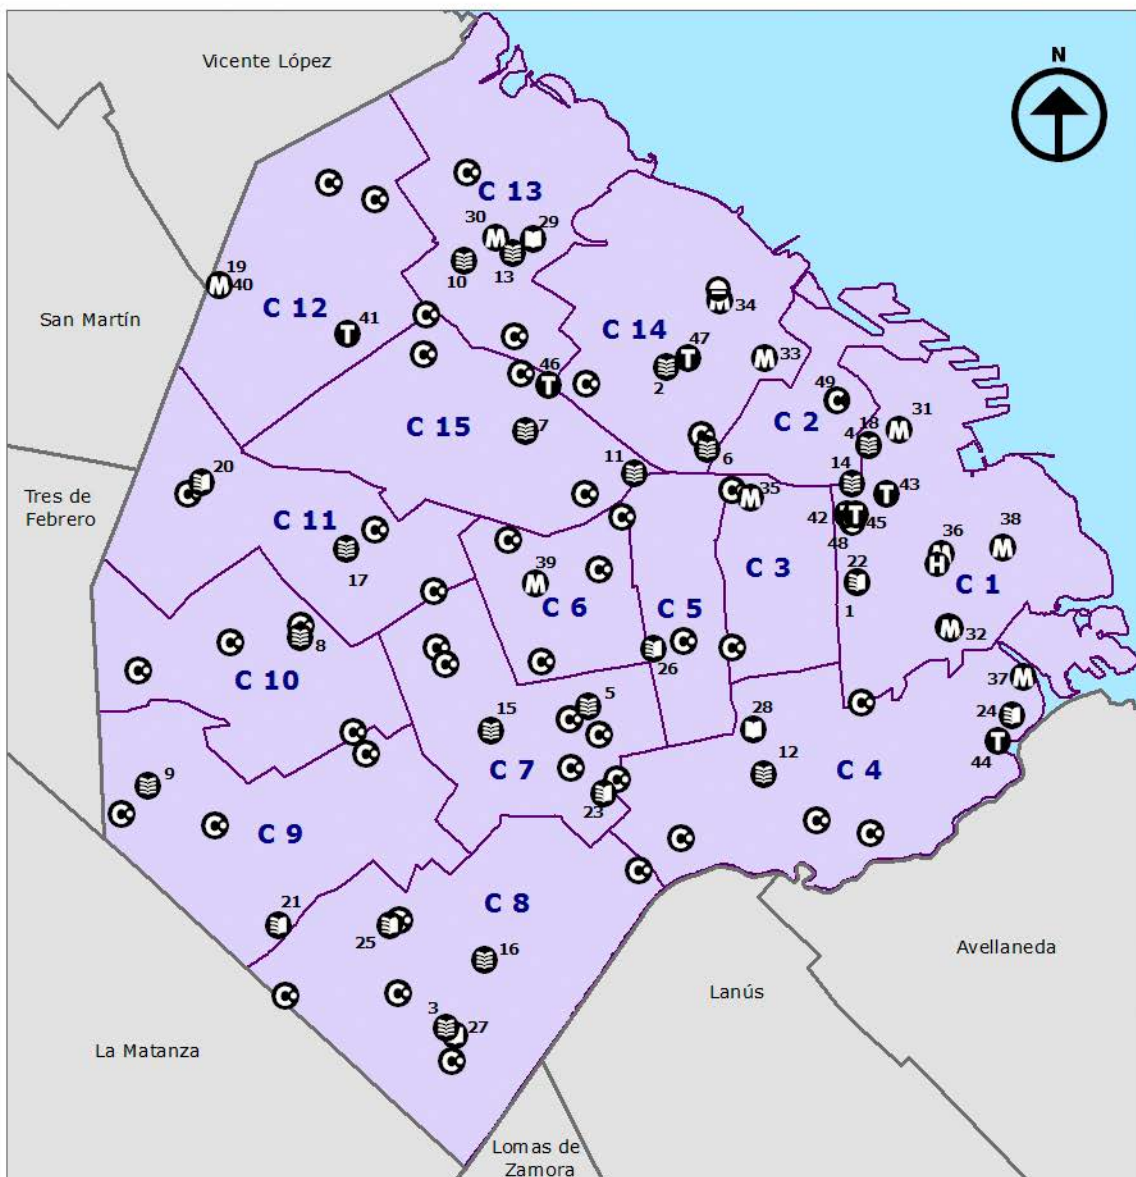 Vicente López
N
C
C 13
C
C
30
M
29
10
13
19
M
40
San Martín
C 12
T
41
C
C
C
C
46
T
C
C 14
47
2
M
34
M
33
C 15
7
49
C
C 2
31
M
4
18
C
6
11
14
20
C
Tres de
Febrero
C 11
C
17
C
C
C
M
35
43
T
42
T
45
48
C
39
M
C
C 6
C 5
C 3
22
1
36
M
H
38
M
C 1
C
M
32
C
8
C
C
C 10
C
C
C
26
C
C
37
M
C
24
T
44
5
C
C
15
28
C
C
C 7
C
C
23
12
C 4
9
C
C
C 9
C
C
C
C
21
25
C
C 8
16
C
C
3
27
C
Avellaneda
Lanús
La Matanza
Lomas de
Zamora